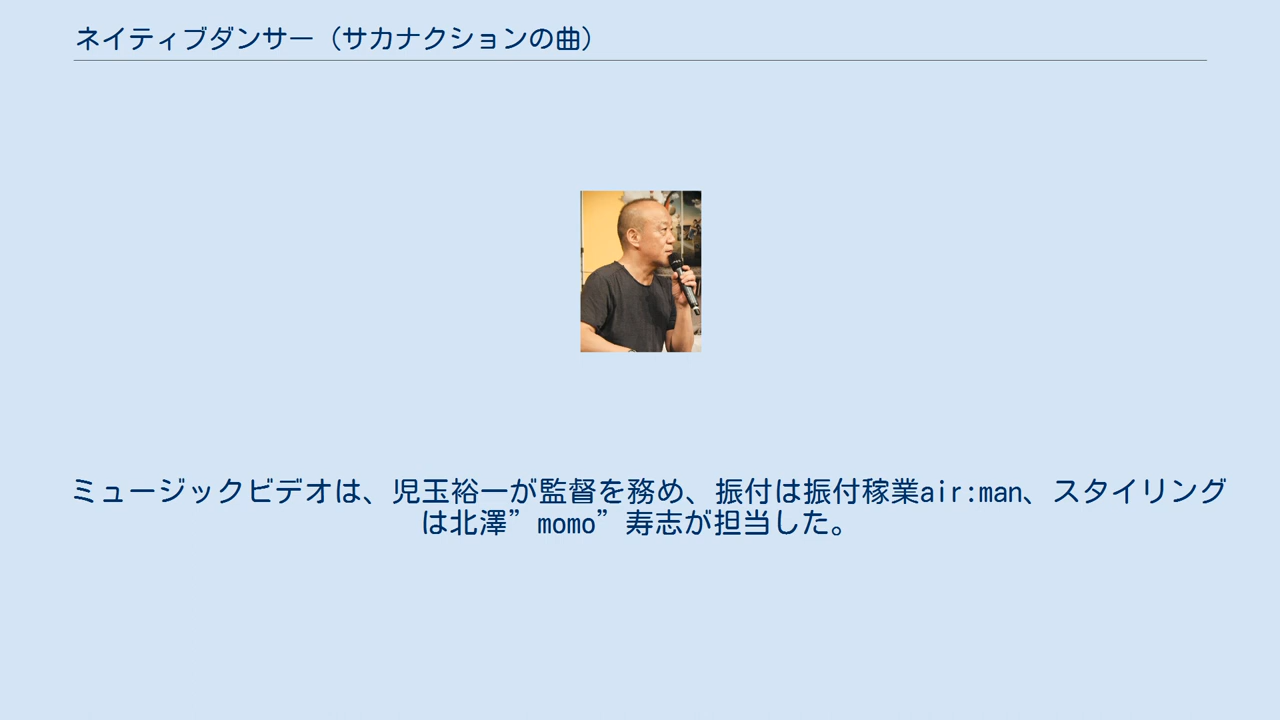 ネイティブダンサー（サカナクションの曲）
ミュージックビデオは、児玉裕一が監督を務め、振付は振付稼業air:man、スタイリング
は北澤”momo”寿志が担当した。